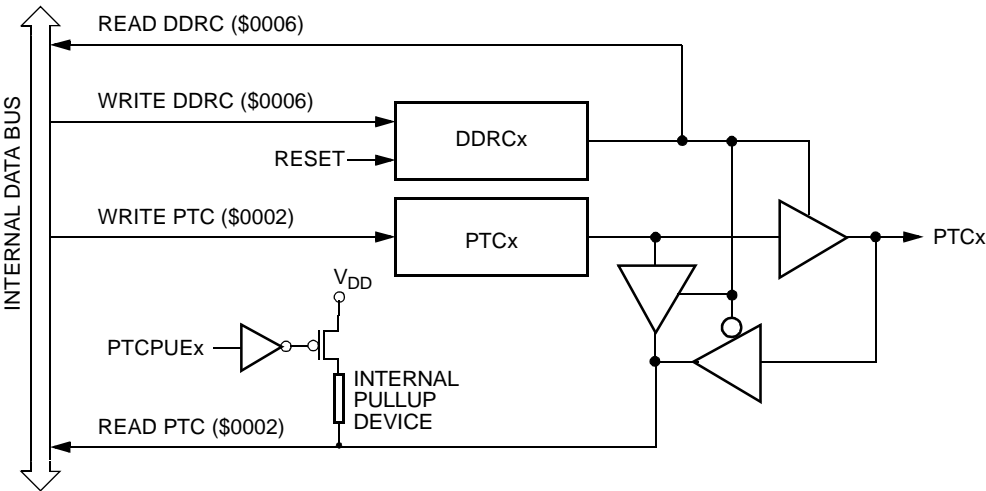 READ DDRC ($0006)
WRITE DDRC ($0006)
DDRCx
RESET
INTERNAL DATA BUS
WRITE PTC ($0002)
PTCx
PTCx
VDD
PTCPUEx
INTERNAL
PULLUP
DEVICE
READ PTC ($0002)